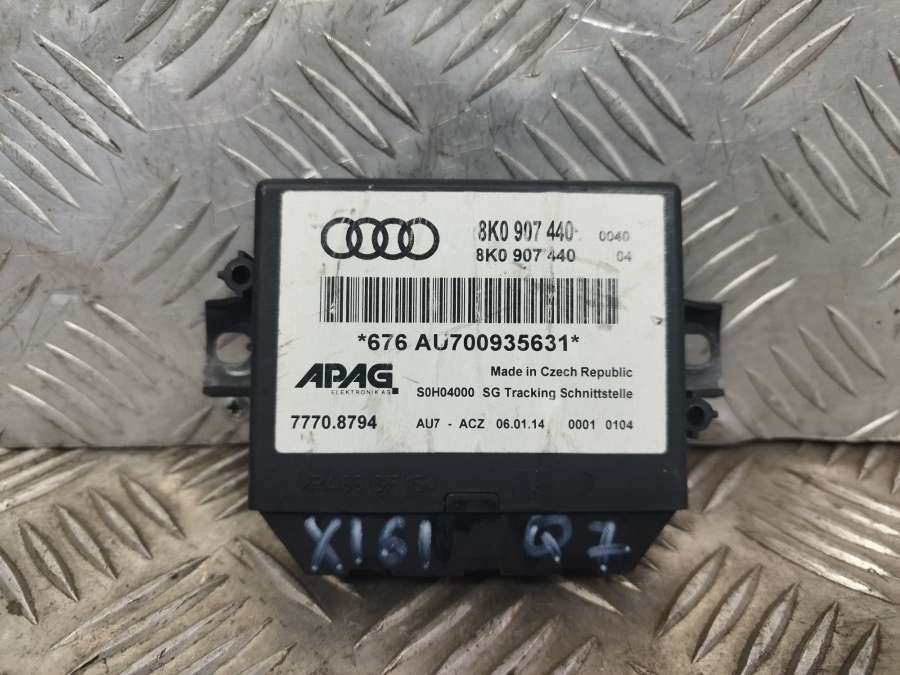 8K0 907 440 0040
8K0 907 440 04
*676 AU700935631*
APAG
ELEKTRONIK AG
Made in Czech Republic
S0H04000 SG Tracking Schnittstelle
7770.8794 AU7 - ACZ 06.01.14 0001 0104
X161 Q7